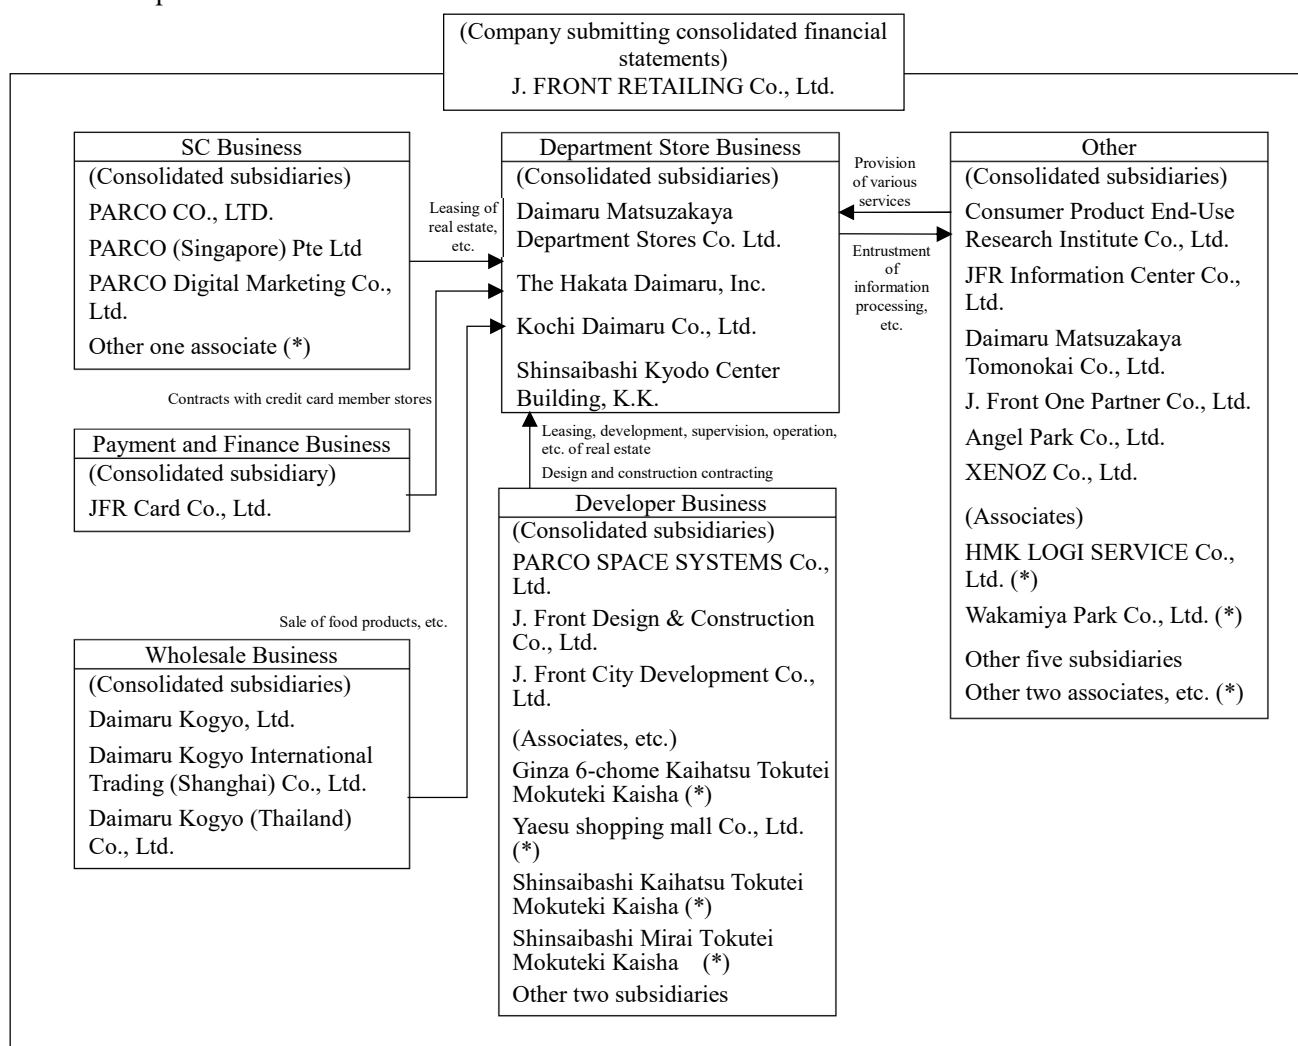 (Company submitting consolidated financial
statements)
J. FRONT RETAILING Co., Ltd.
SC Business
(Consolidated subsidiaries)
PARCO CO., LTD.
PARCO (Singapore) Pte Ltd
PARCO Digital Marketing Co.,
Ltd.
Other one associate (*)
Leasing of
real estate,
etc.
Contracts with credit card member stores
Payment and Finance Business
(Consolidated subsidiary)
JFR Card Co., Ltd.
Sale of food products, etc.
Wholesale Business
(Consolidated subsidiaries)
Daimaru Kogyo, Ltd.
Daimaru Kogyo International
Trading (Shanghai) Co., Ltd.
Daimaru Kogyo (Thailand)
Co., Ltd.
Department Store Business
(Consolidated subsidiaries)
Daimaru Matsuzakaya
Department Stores Co. Ltd.
The Hakata Daimaru, Inc.
Kochi Daimaru Co., Ltd.
Shinsaibashi Kyodo Center
Building, K.K.
Leasing, development, supervision, operation,
etc. of real estate
Design and construction contracting
Developer Business
(Consolidated subsidiaries)
PARCO SPACE SYSTEMS Co.,
Ltd.
J. Front Design & Construction
Co., Ltd.
J. Front City Development Co.,
Ltd.
(Associates, etc.)
Ginza 6-chome Kaihatsu Tokutei
Mokuteki Kaisha (*)
Yaesu shopping mall Co., Ltd.
(*)
Shinsaibashi Kaihatsu Tokutei
Mokuteki Kaisha (*)
Shinsaibashi Mirai Tokutei
Mokuteki Kaisha (*)
Other two subsidiaries
Provision
of various
services
Entrustment
of
information
processing,
etc.
Other
(Consolidated subsidiaries)
Consumer Product End-Use
Research Institute Co., Ltd.
JFR Information Center Co.,
Ltd.
Daimaru Matsuzakaya
Tomonokai Co., Ltd.
J. Front One Partner Co., Ltd.
Angel Park Co., Ltd.
XENOZ Co., Ltd.
(Associates)
HMK LOGI SERVICE Co.,
Ltd. (*)
Wakamiya Park Co., Ltd. (*)
Other five subsidiaries
Other two associates, etc. (*)